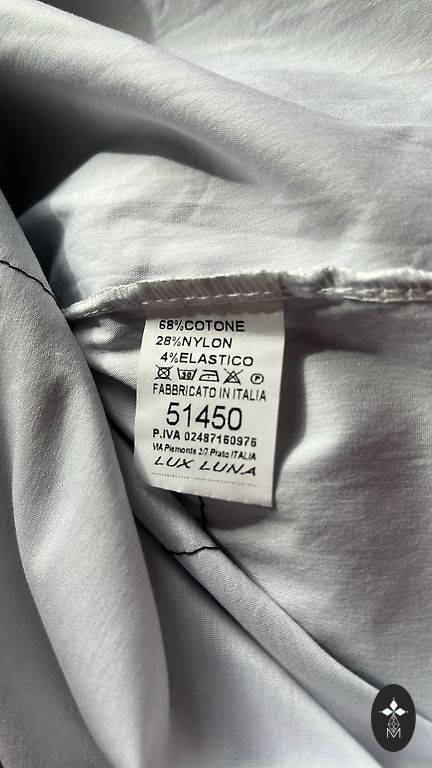 68%COTONE
28%NYLON
4%ELASTICO
30 P
FABBRICATO IN ITALIA
51450
P.IVA 02487160976
VIA Piemonte 2/7 Prato ITALIA
LUX LUNA
M